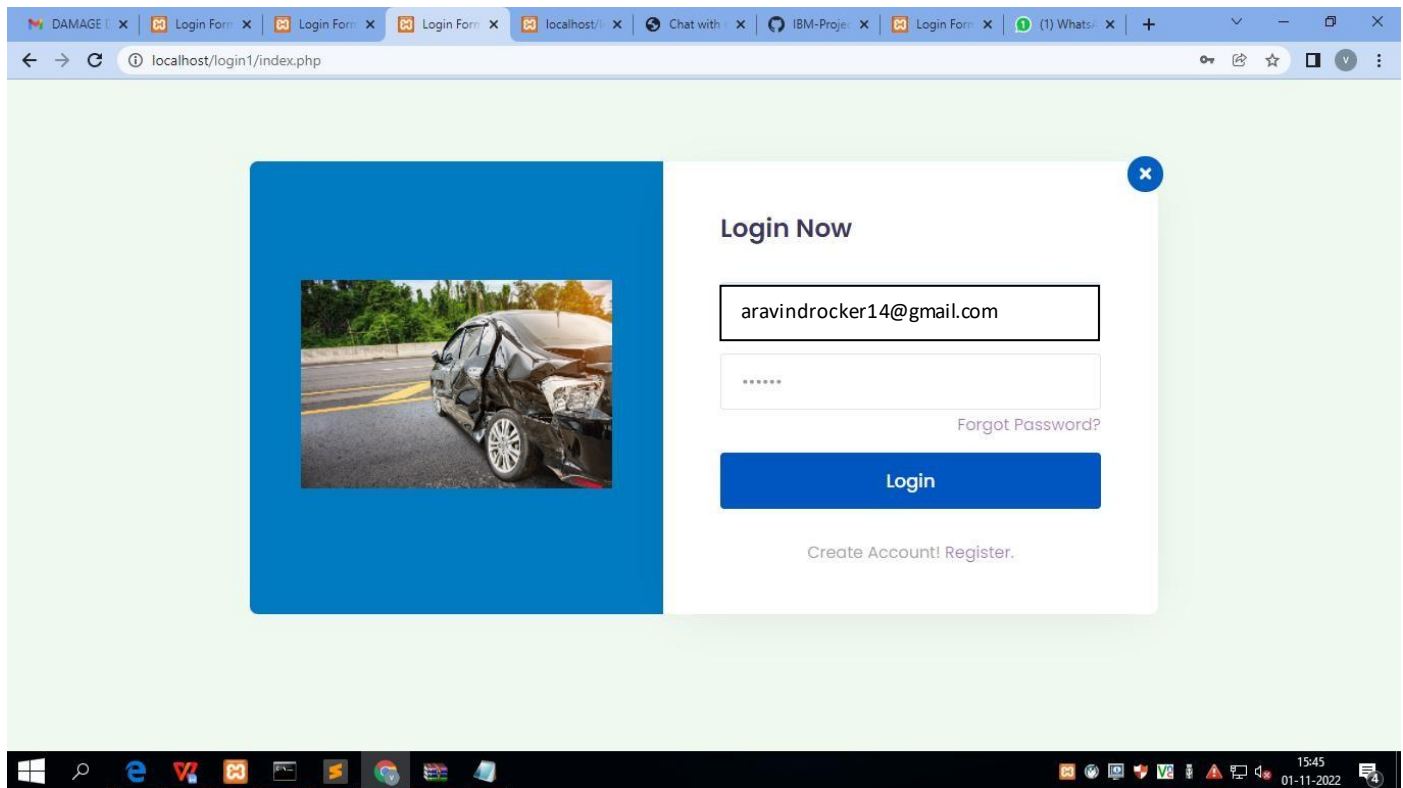 DAMAGE
Login Form
Login Form
Login Form
localhost/l
Chat with
IBM-Projec
Login Form
(1) WhatsA
localhost/login1/index.php
V
Login Now
aravindrocker14@gmail.com
••••••
Forgot Password?
Login
Create Account! Register.
15:45
01-11-2022
4